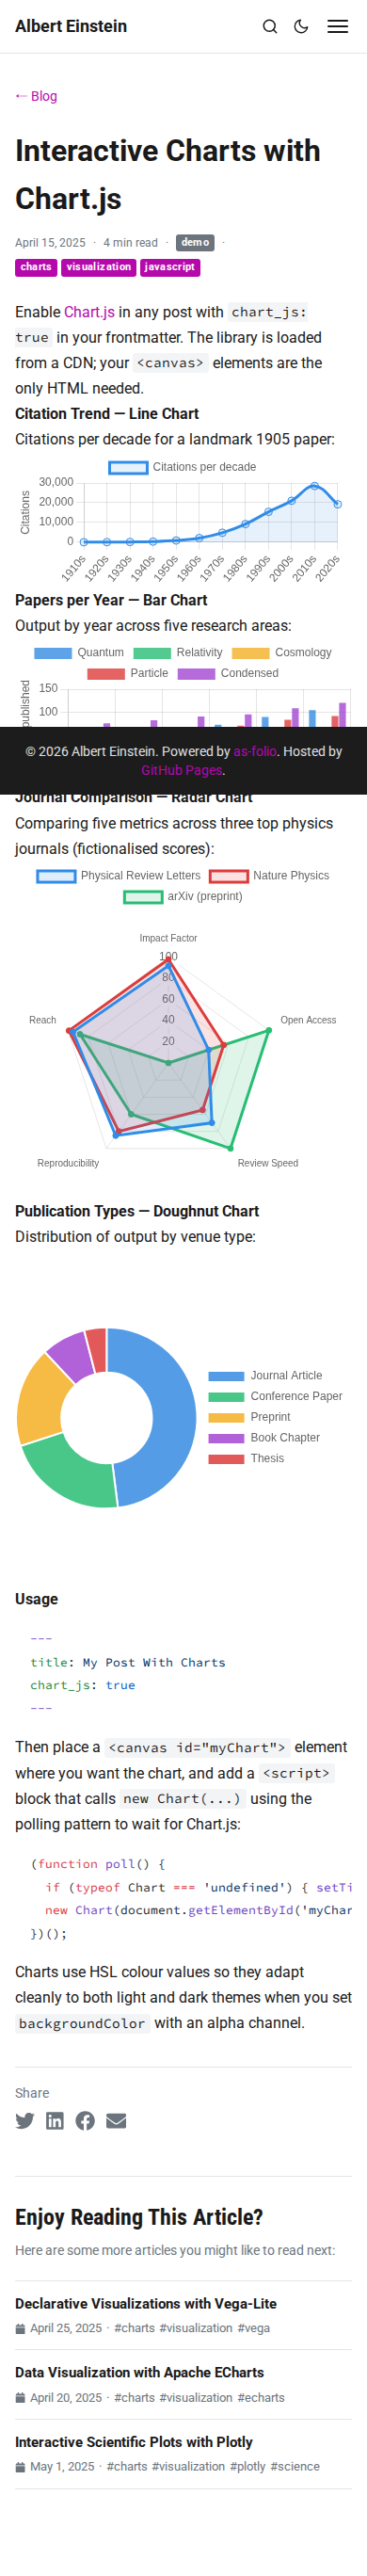 Albert Einstein
← Blog
Interactive Charts with
Chart.js
April 15, 2025 · 4 min read · demo ·
charts visualization javascript
Enable Chart.js in any post with chart_js:
true in your frontmatter. The library is loaded
from a CDN; your <canvas> elements are the
only HTML needed.
Citation Trend — Line Chart
Citations per decade for a landmark 1905 paper:
Citations per decade
30,000
20,000
10,000
0
Citations
1910s 1920s 1930s 1940s 1950s 1960s 1970s 1980s 1990s 2000s 2010s 2020s
Papers per Year — Bar Chart
Output by year across five research areas:
Quantum Relativity Cosmology
Particle Condensed
150
100
published
© 2026 Albert Einstein. Powered by as-folio. Hosted by
GitHub Pages.
Journal Comparison — Radar Chart
Comparing five metrics across three top physics
journals (fictionalised scores):
Physical Review Letters Nature Physics
arXiv (preprint)
Impact Factor
100
80
60
40
20
Reach
Open Access
Reproducibility
Review Speed
Publication Types — Doughnut Chart
Distribution of output by venue type:
Journal Article
Conference Paper
Preprint
Book Chapter
Thesis
Usage
---
title: My Post With Charts
chart_js: true
---
Then place a <canvas id="myChart"> element
where you want the chart, and add a <script>
block that calls new Chart(...) using the
polling pattern to wait for Chart.js:
(function poll() {
if (typeof Chart === 'undefined') { setTi
new Chart(document.getElementById('myChar
})();
Charts use HSL colour values so they adapt
cleanly to both light and dark themes when you set
backgroundColor with an alpha channel.
Share
Enjoy Reading This Article?
Here are some more articles you might like to read next:
Declarative Visualizations with Vega-Lite
April 25, 2025 · #charts #visualization #vega
Data Visualization with Apache ECharts
April 20, 2025 · #charts #visualization #echarts
Interactive Scientific Plots with Plotly
May 1, 2025 · #charts #visualization #plotly #science